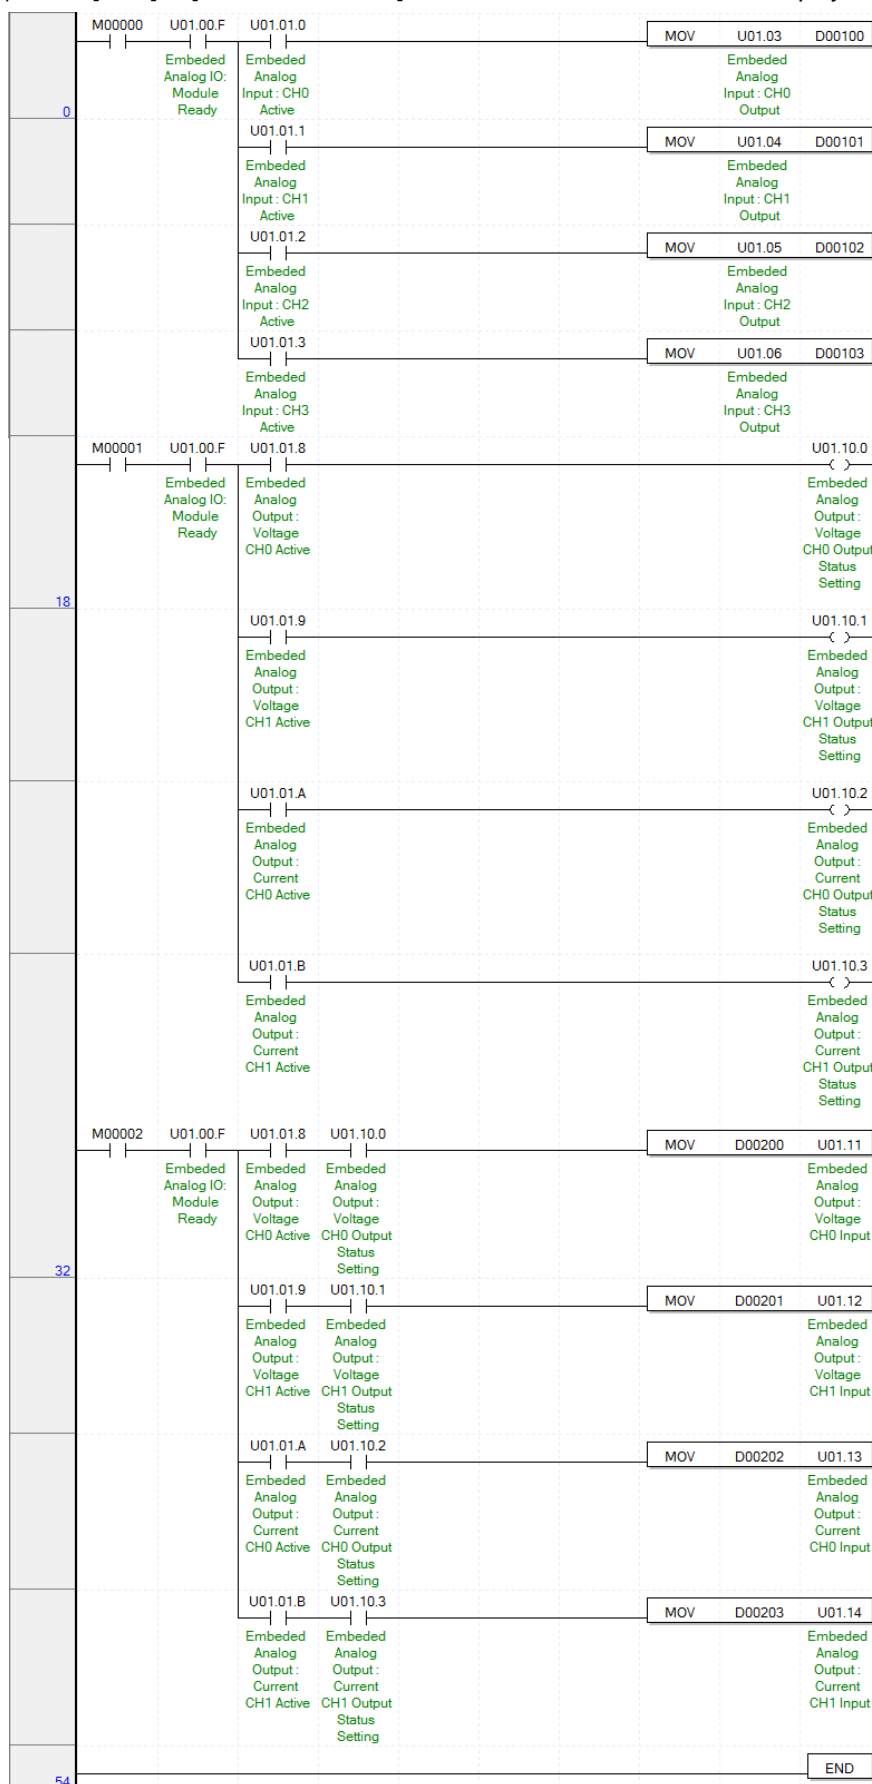 M00000 U01.00.F U01.01.0
MOV U01.03 D00100
Embeded Embeded Embeded
Analog IO: Analog Analog
Module Input : CH0 Input : CH0
0 Ready Active Output
U01.01.1
MOV U01.04 D00101
Embeded Embeded
Analog Analog
Input : CH1 Input : CH1
Active Output
U01.01.2
MOV U01.05 D00102
Embeded Embeded
Analog Analog
Input : CH2 Input : CH2
Active Output
U01.01.3
MOV U01.06 D00103
Embeded Embeded
Analog Analog
Input : CH3 Input : CH3
Active Output
M00001 U01.00.F U01.01.8 U01.10.0
Embeded Embeded Embeded
Analog IO: Analog Analog
Module Output : Output :
Ready Voltage Voltage
CH0 Active CH0 Output
Status
Setting
18
U01.01.9 U01.10.1
Embeded Embeded
Analog Analog
Output : Output :
Voltage Voltage
CH1 Active CH1 Output
Status
Setting
U01.01.A U01.10.2
Embeded Embeded
Analog Analog
Output : Output :
Current Current
CH0 Active CH0 Output
Status
Setting
U01.01.B U01.10.3
Embeded Embeded
Analog Analog
Output : Output :
Current Current
CH1 Active CH1 Output
Status
Setting
M00002 U01.00.F U01.01.8 U01.10.0
MOV D00200 U01.11
Embeded Embeded Embeded Embeded
Analog IO: Analog Analog Analog
Module Output : Output : Output :
Ready Voltage Voltage Voltage
CH0 Active CH0 Output CH0 Input
Status
32 Setting
U01.01.9 U01.10.1
MOV D00201 U01.12
Embeded Embeded Embeded
Analog Analog Analog
Output : Output : Output :
Voltage Voltage Voltage
CH1 Active CH1 Output CH1 Input
Status
Setting
U01.01.A U01.10.2
MOV D00202 U01.13
Embeded Embeded Embeded
Analog Analog Analog
Output : Output : Output :
Current Current Current
CH0 Active CH0 Output CH0 Input
Status
Setting
U01.01.B U01.10.3
MOV D00203 U01.14
Embeded Embeded Embeded
Analog Analog Analog
Output : Output : Output :
Current Current Current
CH1 Active CH1 Output CH1 Input
Status
Setting
END
54